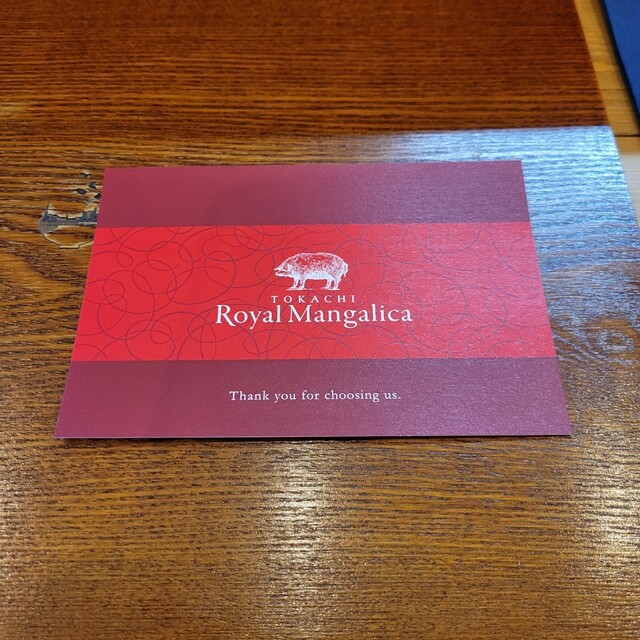 TOKACHI
Royal Mangalica
Thank you for choosing us.